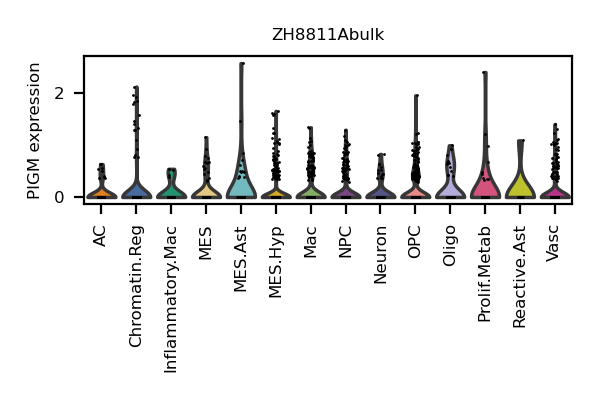 ZH8811Abulk
PIGM expression
2
0
AC
Chromatin.Reg
Inflammatory.Mac
MES
MES.Ast
MES.Hyp
Mac
NPC
Neuron
OPC
Oligo
Prolif.Metab
Reactive.Ast
Vasc